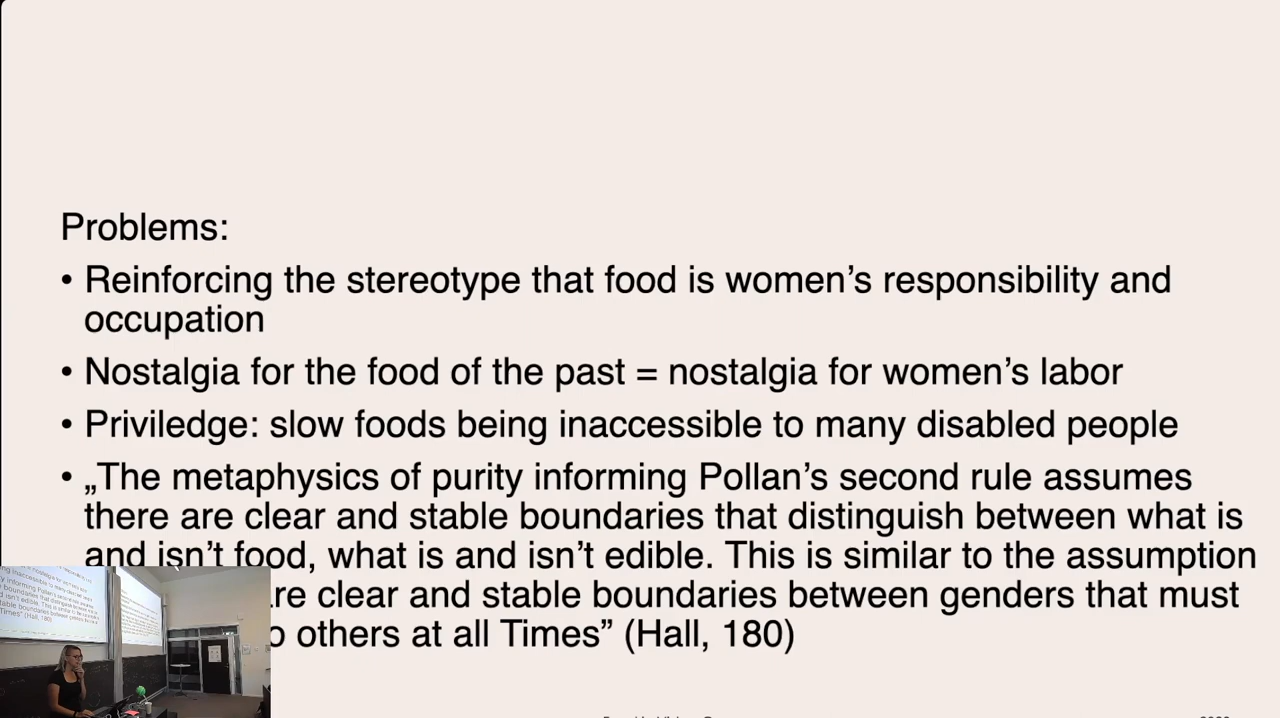 Problems:
• Reinforcing the stereotype that food is women’s responsibility and
occupation
• Nostalgia for the food of the past = nostalgia for women’s labor
• Priviledge: slow foods being inaccessible to many disabled people
• „The metaphysics of purity informing Pollan’s second rule assumes
there are clear and stable boundaries that distinguish between what is
and isn’t food, what is and isn’t edible. This is similar to the assumption
are clear and stable boundaries between genders that must
others at all Times” (Hall, 180)